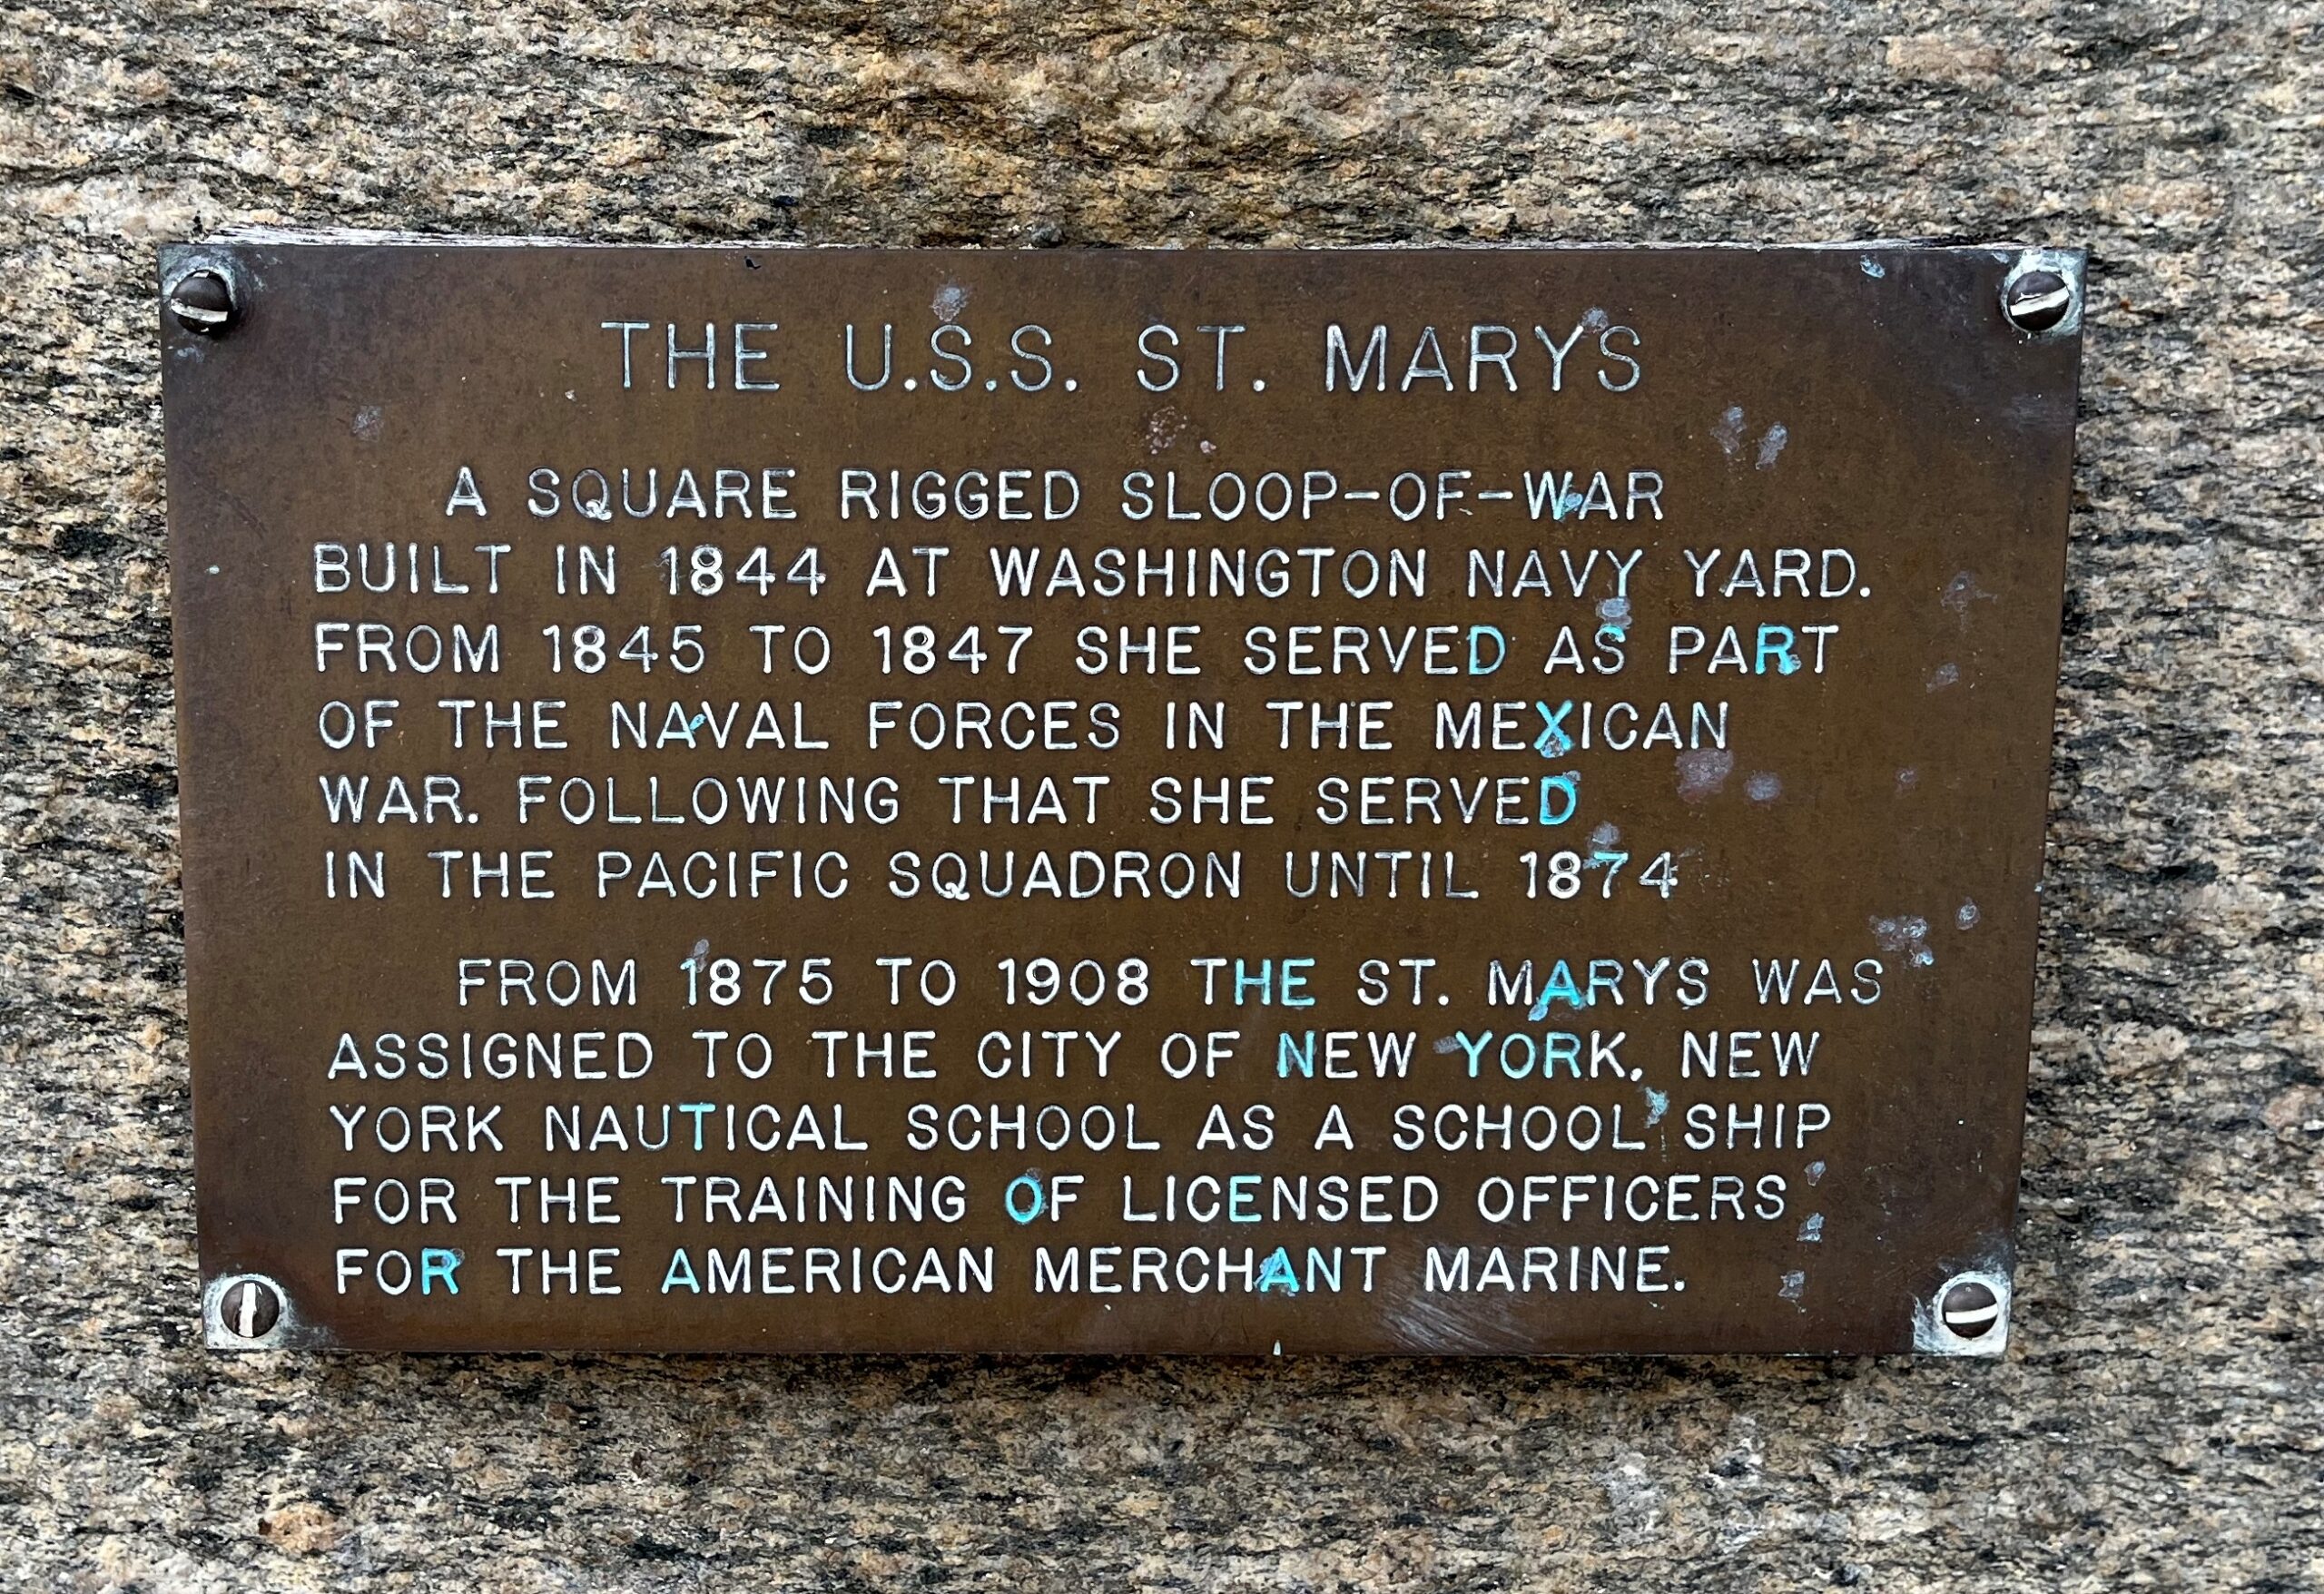 THE U.S.S. ST. MARYS
A SQUARE RIGGED SLOOP-OF-WAR
BUILT IN 1844 AT WASHINGTON NAVY YARD.
FROM 1845 TO 1847 SHE SERVED AS PART
OF THE NAVAL FORCES IN THE MEXICAN
WAR. FOLLOWING THAT SHE SERVED
IN THE PACIFIC SQUADRON UNTIL 1874
FROM 1875 TO 1908 THE ST. MARYS WAS
ASSIGNED TO THE CITY OF NEW YORK, NEW
YORK NAUTICAL SCHOOL AS A SCHOOL SHIP
FOR THE TRAINING OF LICENSED OFFICERS
FOR THE AMERICAN MERCHANT MARINE.